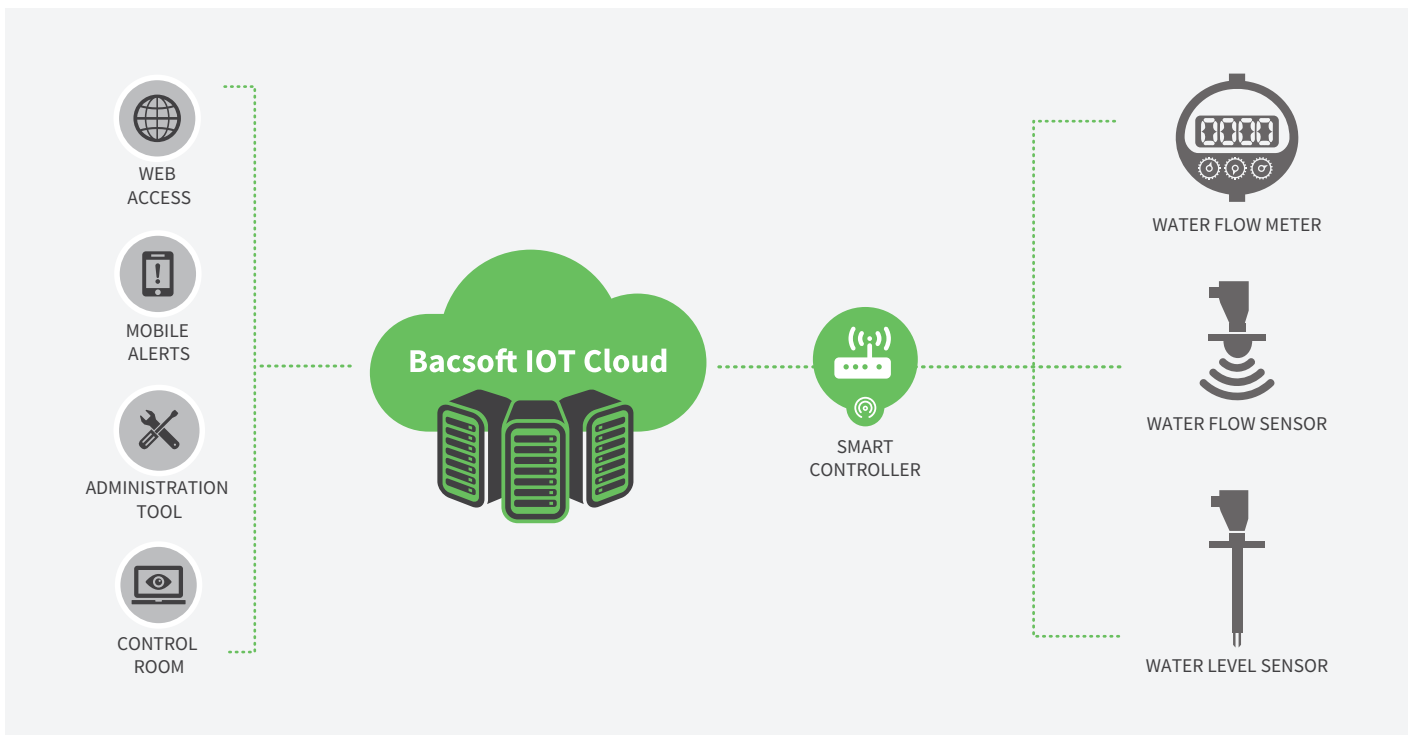 WEB
ACCESS
MOBILE
ALERTS
ADMINISTRATION
TOOL
CONTROL
ROOM
Bacsoft IOT Cloud
SMART
CONTROLLER
0000
WATER FLOW METER
WATER FLOW SENSOR
WATER LEVEL SENSOR